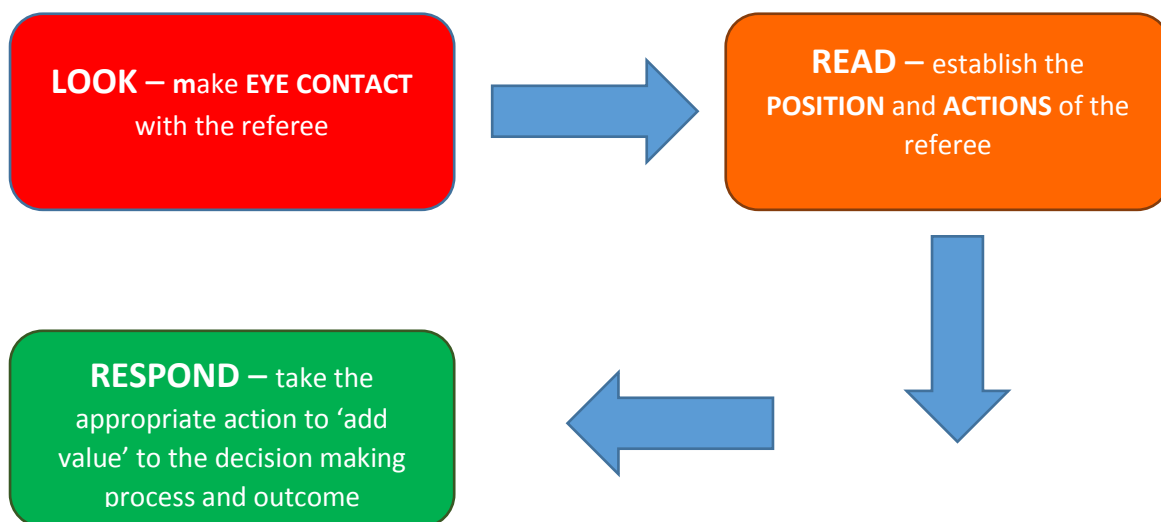 LOOK – make EYE CONTACT
with the referee
READ – establish the
POSITION and ACTIONS of the
referee
RESPOND – take the
appropriate action to ‘add
value’ to the decision making
process and outcome